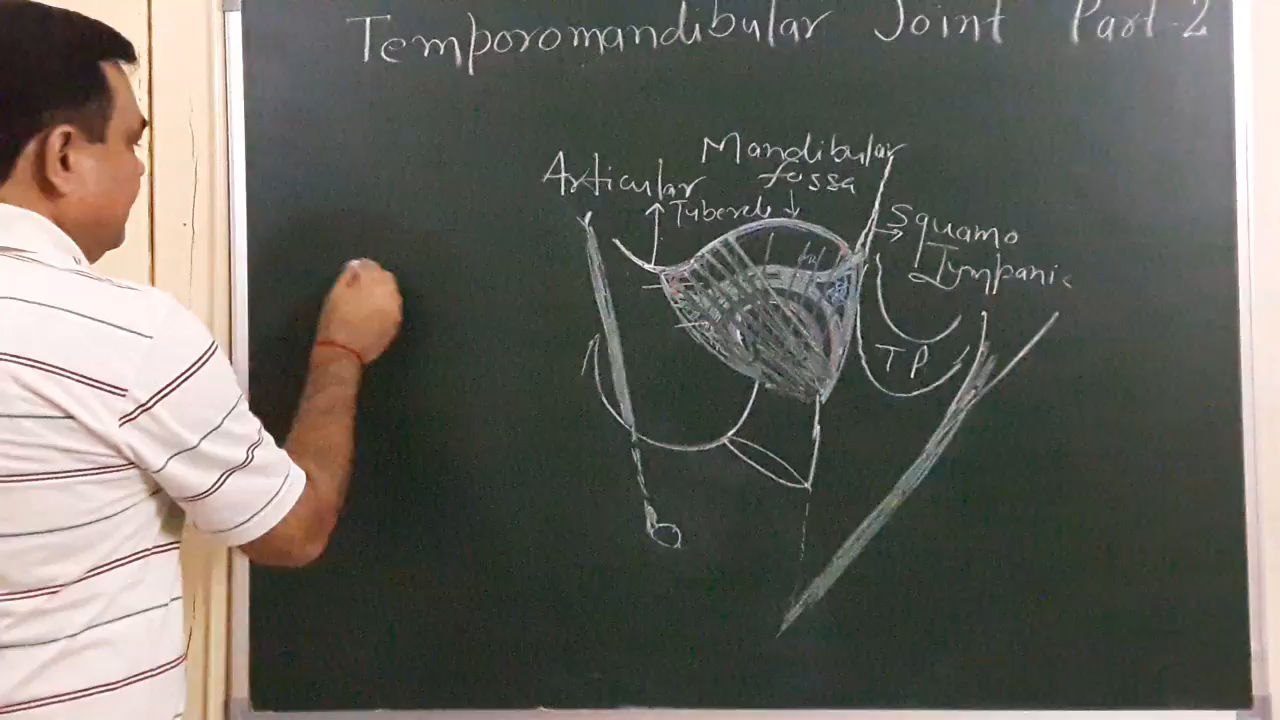 Temporomandibular Joint Part-2
Mandibular
fossa
Articular
Tubercle
Squamo
Tympanic
TP